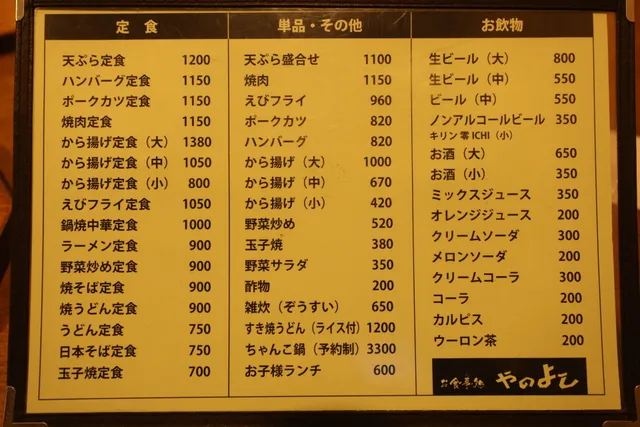 定 食
天ぷら定食 1200
ハンバーグ定食 1150
ポークカツ定食 1150
焼肉定食 1150
から揚げ定食（大） 1380
から揚げ定食（中） 1050
から揚げ定食（小） 800
えびフライ定食 1050
鍋焼中華定食 1000
ラーメン定食 900
野菜炒め定食 900
焼そば定食 900
焼うどん定食 900
うどん定食 750
日本そば定食 750
玉子焼定食 700
単品・その他
天ぷら盛合せ 1100
焼肉 1150
えびフライ 960
ポークカツ 820
ハンバーグ 820
から揚げ（大） 1000
から揚げ（中） 670
から揚げ（小） 420
野菜炒め 520
玉子焼 380
野菜サラダ 350
酢物 200
雑炊（ぞうすい） 650
すき焼うどん（ライス付） 1200
ちゃんこ鍋（予約制） 3300
お子様ランチ 600
お飲物
生ビール（大） 800
生ビール（中） 550
ビール（中） 550
ノンアルコールビール 350
キリン 零 ICHI（小）
お酒（大） 650
お酒（小） 350
ミックスジュース 350
オレンジジュース 200
クリームソーダ 300
メロンソーダ 200
クリームコーラ 300
コーラ 200
カルピス 200
ウーロン茶 200
お食事処 やのよし